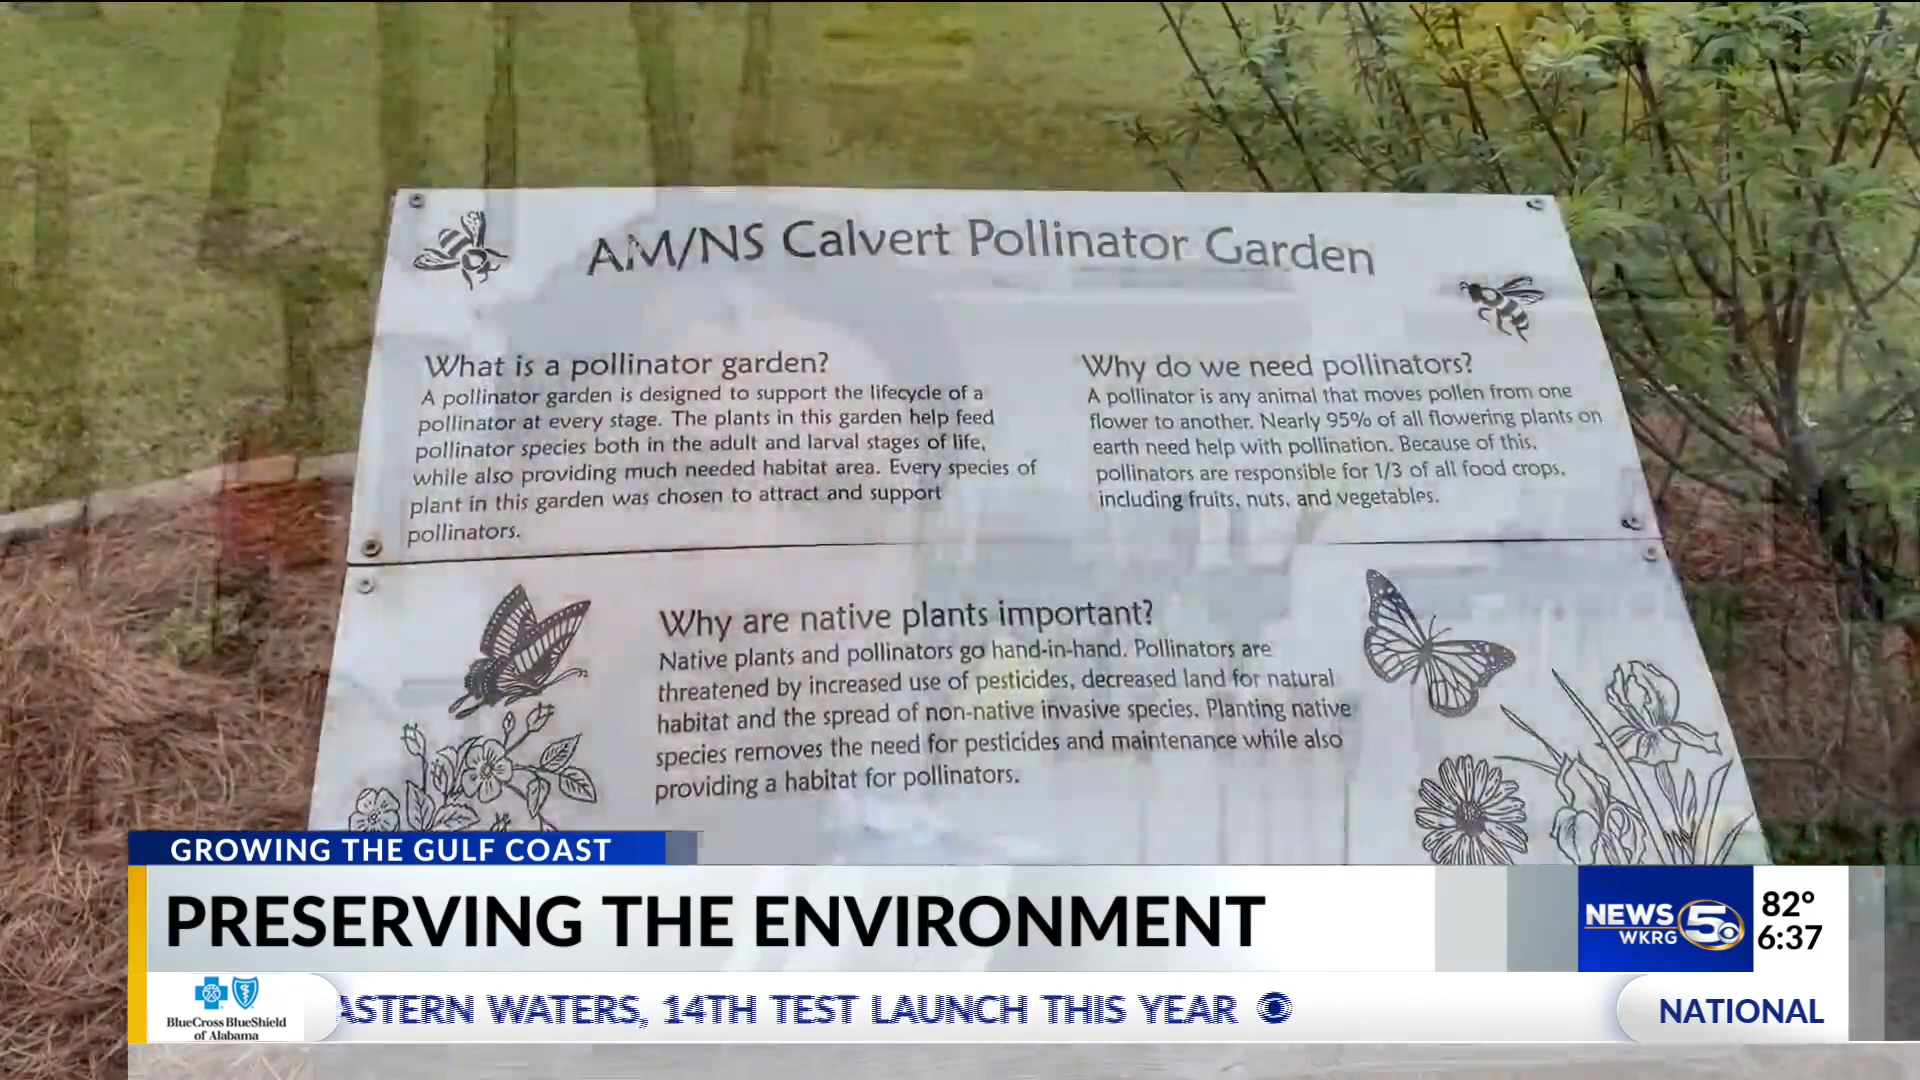 AM/NS Calvert Pollinator Garden
What is a pollinator garden?
A pollinator garden is designed to support the lifecycle of a
pollinator at every stage. The plants in this garden help feed
pollinator species both in the adult and larval stages of life,
while also providing much needed habitat area. Every species of
plant in this garden was chosen to attract and support
pollinators.
Why do we need pollinators?
A pollinator is any animal that moves pollen from one
flower to another. Nearly 95% of all flowering plants on
earth need help with pollination. Because of this,
pollinators are responsible for 1/3 of all food crops,
including fruits, nuts, and vegetables.
Why are native plants important?
Native plants and pollinators go hand-in-hand. Pollinators are
threatened by increased use of pesticides, decreased land for natural
habitat and the spread of non-native invasive species. Planting native
species removes the need for pesticides and maintenance while also
providing a habitat for pollinators.
GROWING THE GULF COAST
PRESERVING THE ENVIRONMENT
NEWS 5
WKRG
82°
6:37
BlueCross BlueShield
of Alabama
ASTERN WATERS, 14TH TEST LAUNCH THIS YEAR
NATIONAL